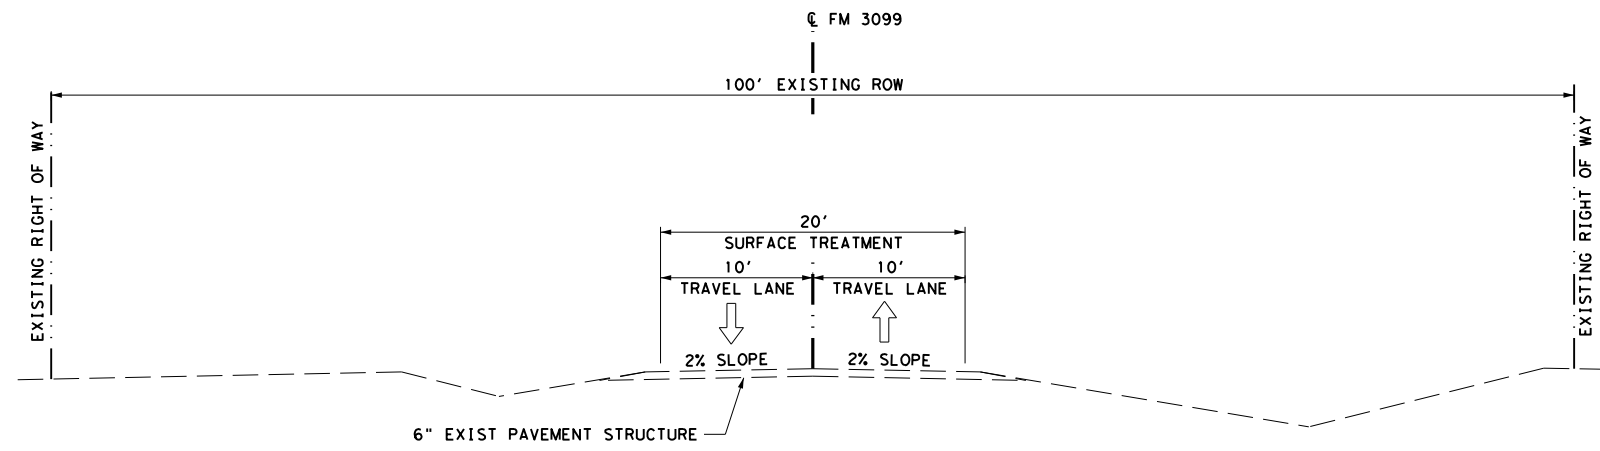 ℄ FM 3099
100' EXISTING ROW
EXISTING RIGHT OF WAY
EXISTING RIGHT OF WAY
20'
SURFACE TREATMENT
10'
10'
TRAVEL LANE
TRAVEL LANE
2% SLOPE
2% SLOPE
6" EXIST PAVEMENT STRUCTURE